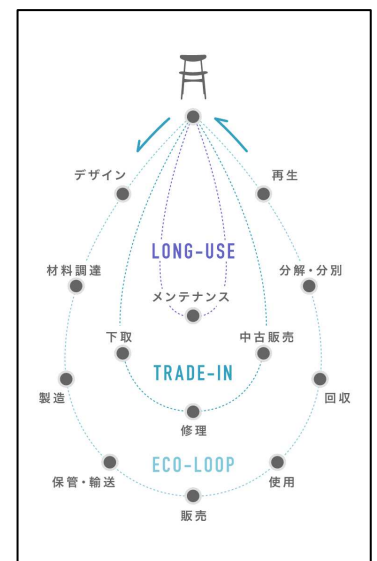 デザイン
再生
LONG-USE
材料調達
分解・分別
メンテナンス
下取
中古販売
TRADE-IN
製造
回収
修理
ECO-LOOP
保管・輸送
使用
販売